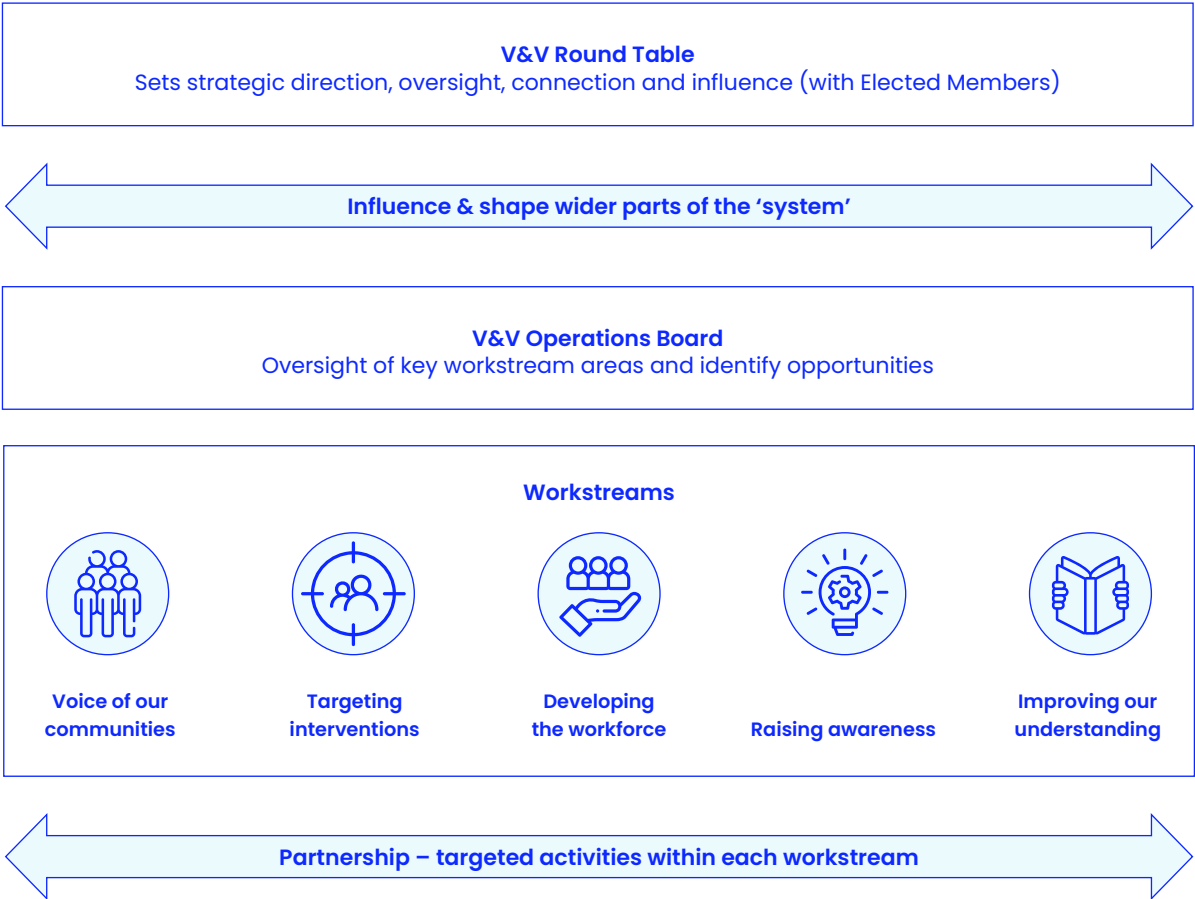 V&V Round Table
Sets strategic direction, oversight, connection and influence (with Elected Members)
Influence & shape wider parts of the ‘system’
V&V Operations Board
Oversight of key workstream areas and identify opportunities
Workstreams
Voice of our
communities
Targeting
interventions
Developing
the workforce
Raising awareness
Improving our
understanding
Partnership – targeted activities within each workstream